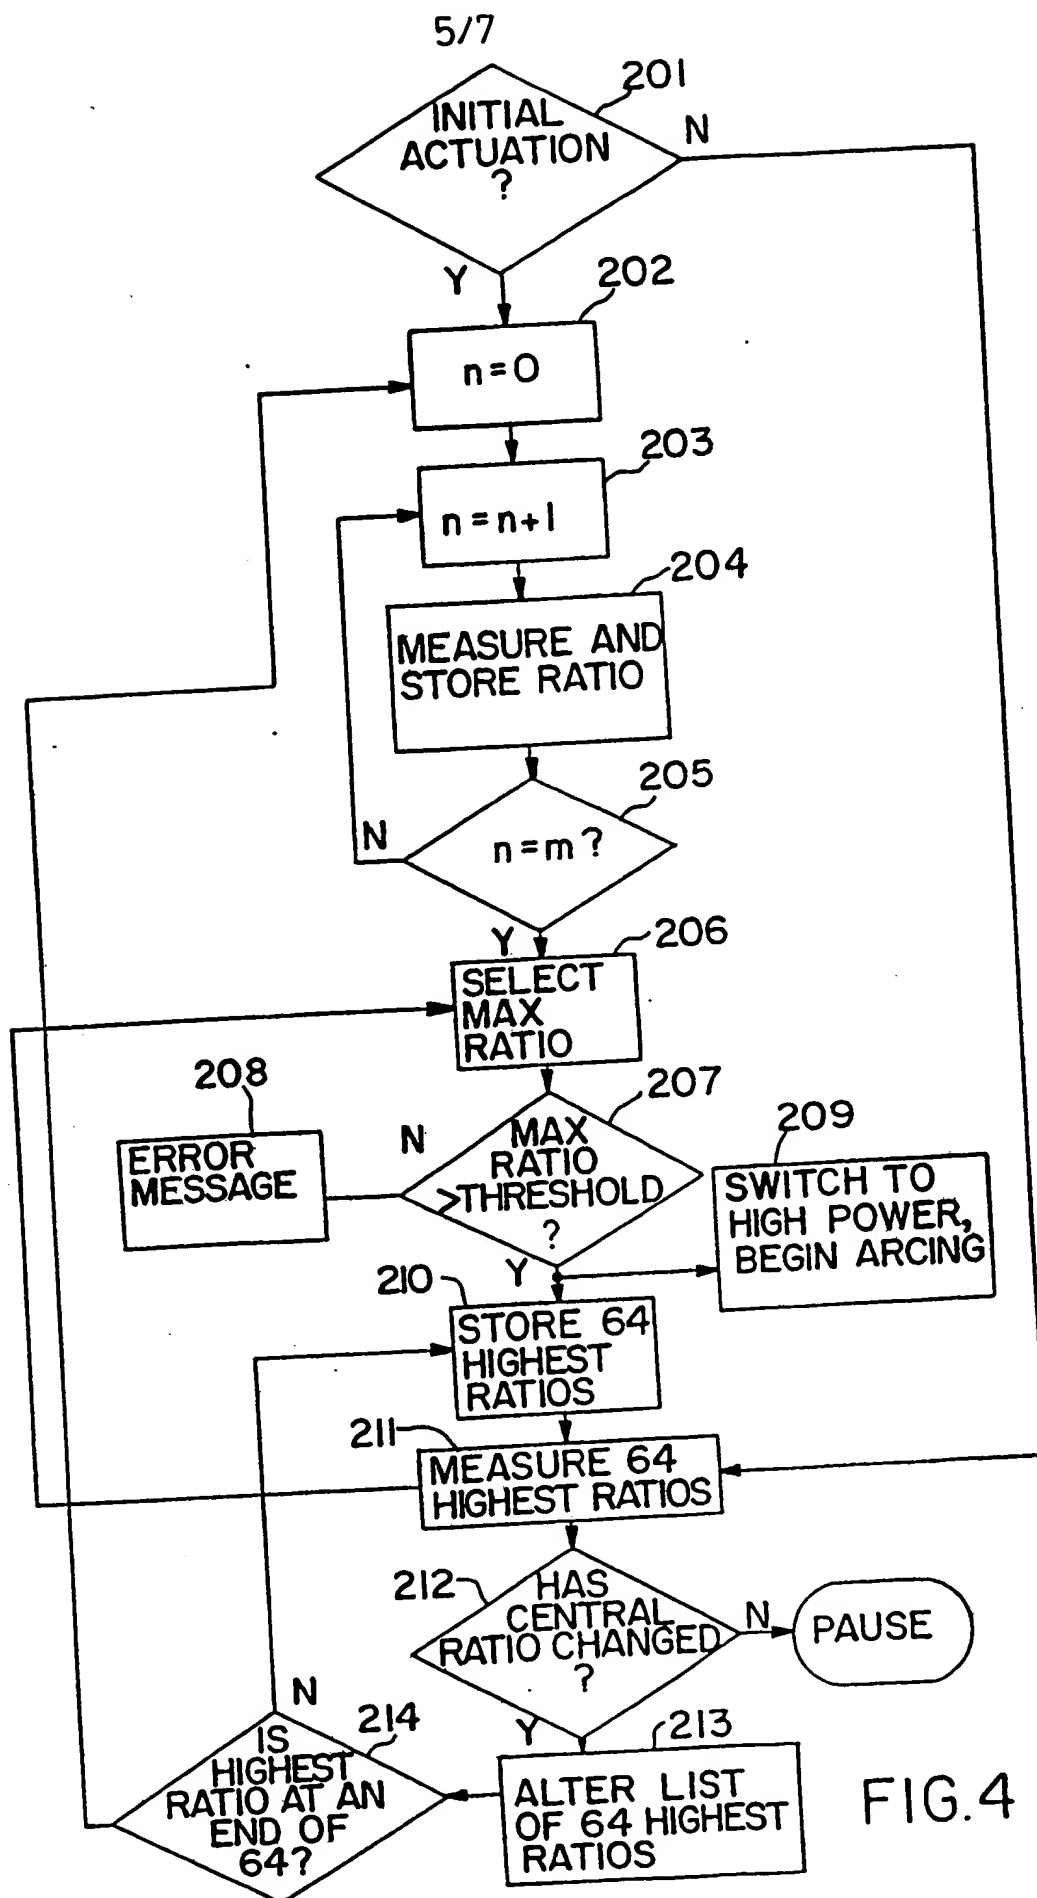 5/7
201
INITIAL
ACTUATION
?
N
Y
202
n=0
203
n=n+1
204
MEASURE AND
STORE RATIO
205
N
n=m?
Y
206
SELECT
MAX
RATIO
208
207
N
MAX
RATIO
>THRESHOLD
?
ERROR
MESSAGE
209
SWITCH TO
HIGH POWER,
BEGIN ARCING
Y
210
STORE 64
HIGHEST
RATIOS
211
MEASURE 64
HIGHEST RATIOS
212
HAS
CENTRAL
RATIO CHANGED
?
N
PAUSE
Y
213
ALTER LIST
OF 64 HIGHEST
RATIOS
N
214
IS
HIGHEST
RATIO AT AN
END OF
64?
FIG.4